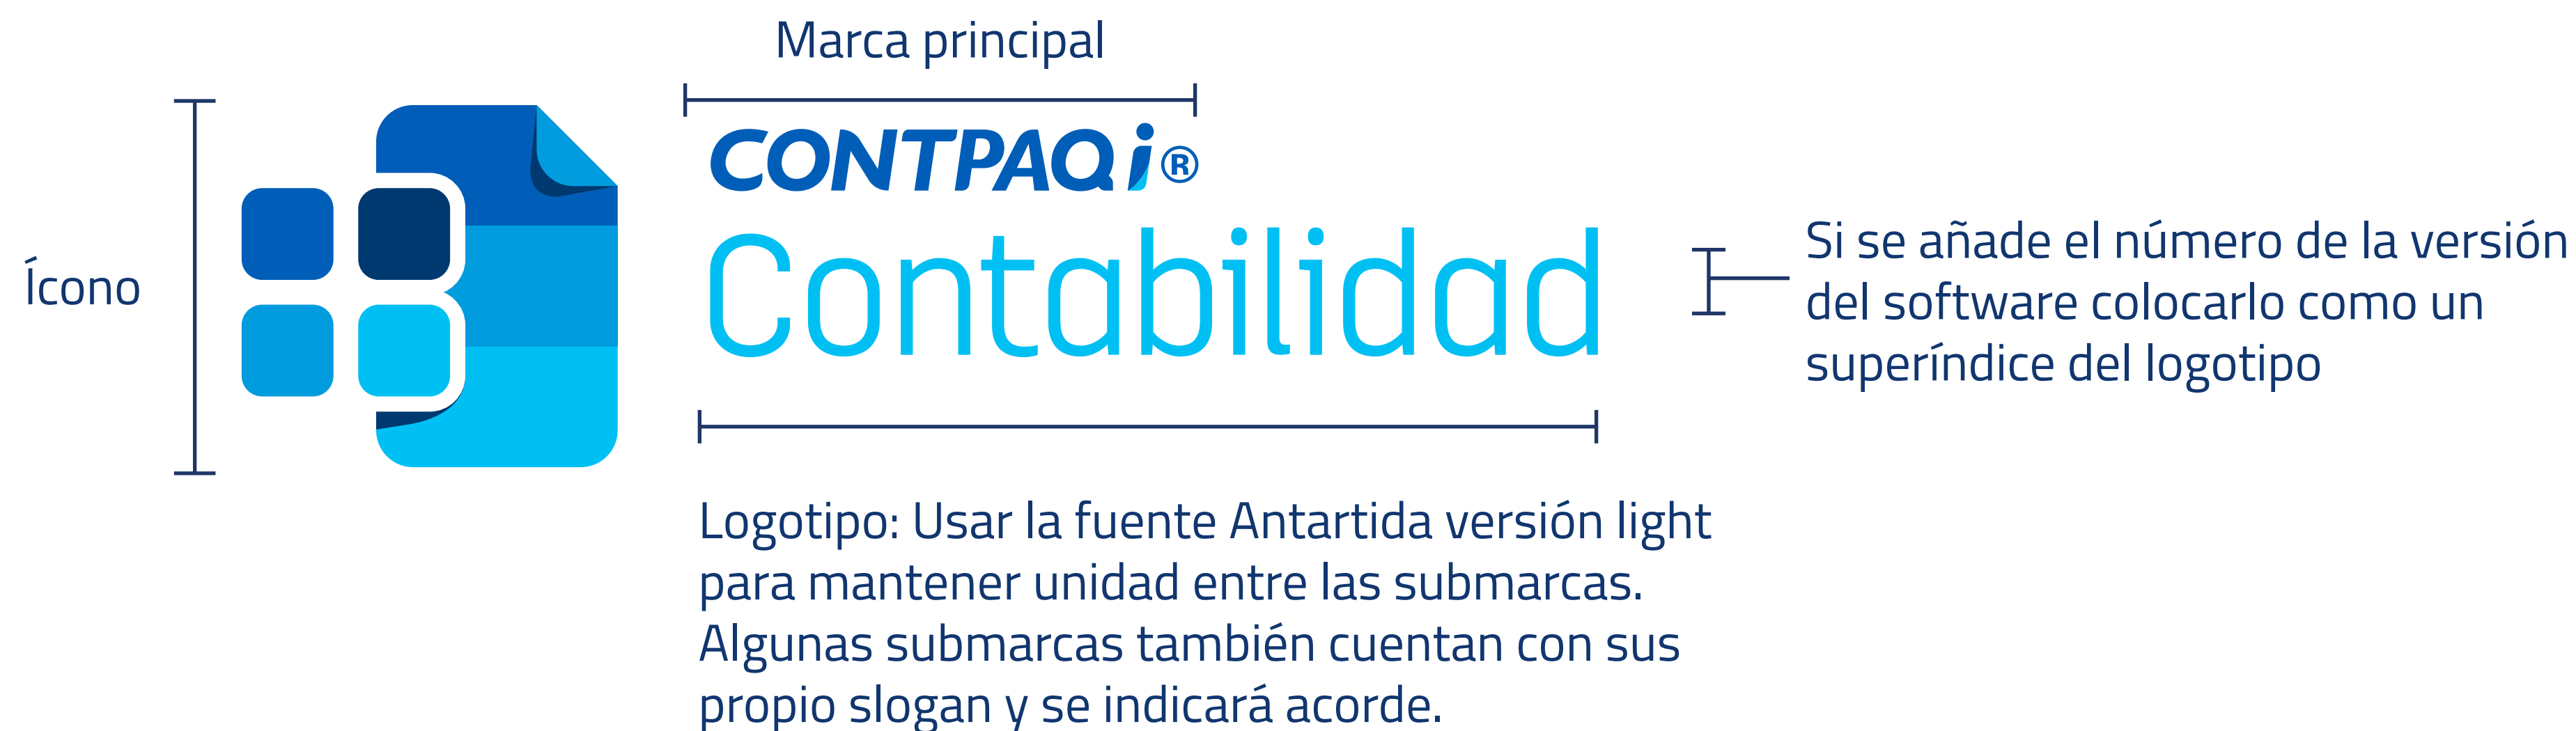 Marca principal
CONTPAQi®
Contabilidad
Ícono
Si se añade el número de la versión
del software colocarlo como un
superíndice del logotipo
Logotipo: Usar la fuente Antartida versión light
para mantener unidad entre las submarcas.
Algunas submarcas también cuentan con sus
propio slogan y se indicará acorde.